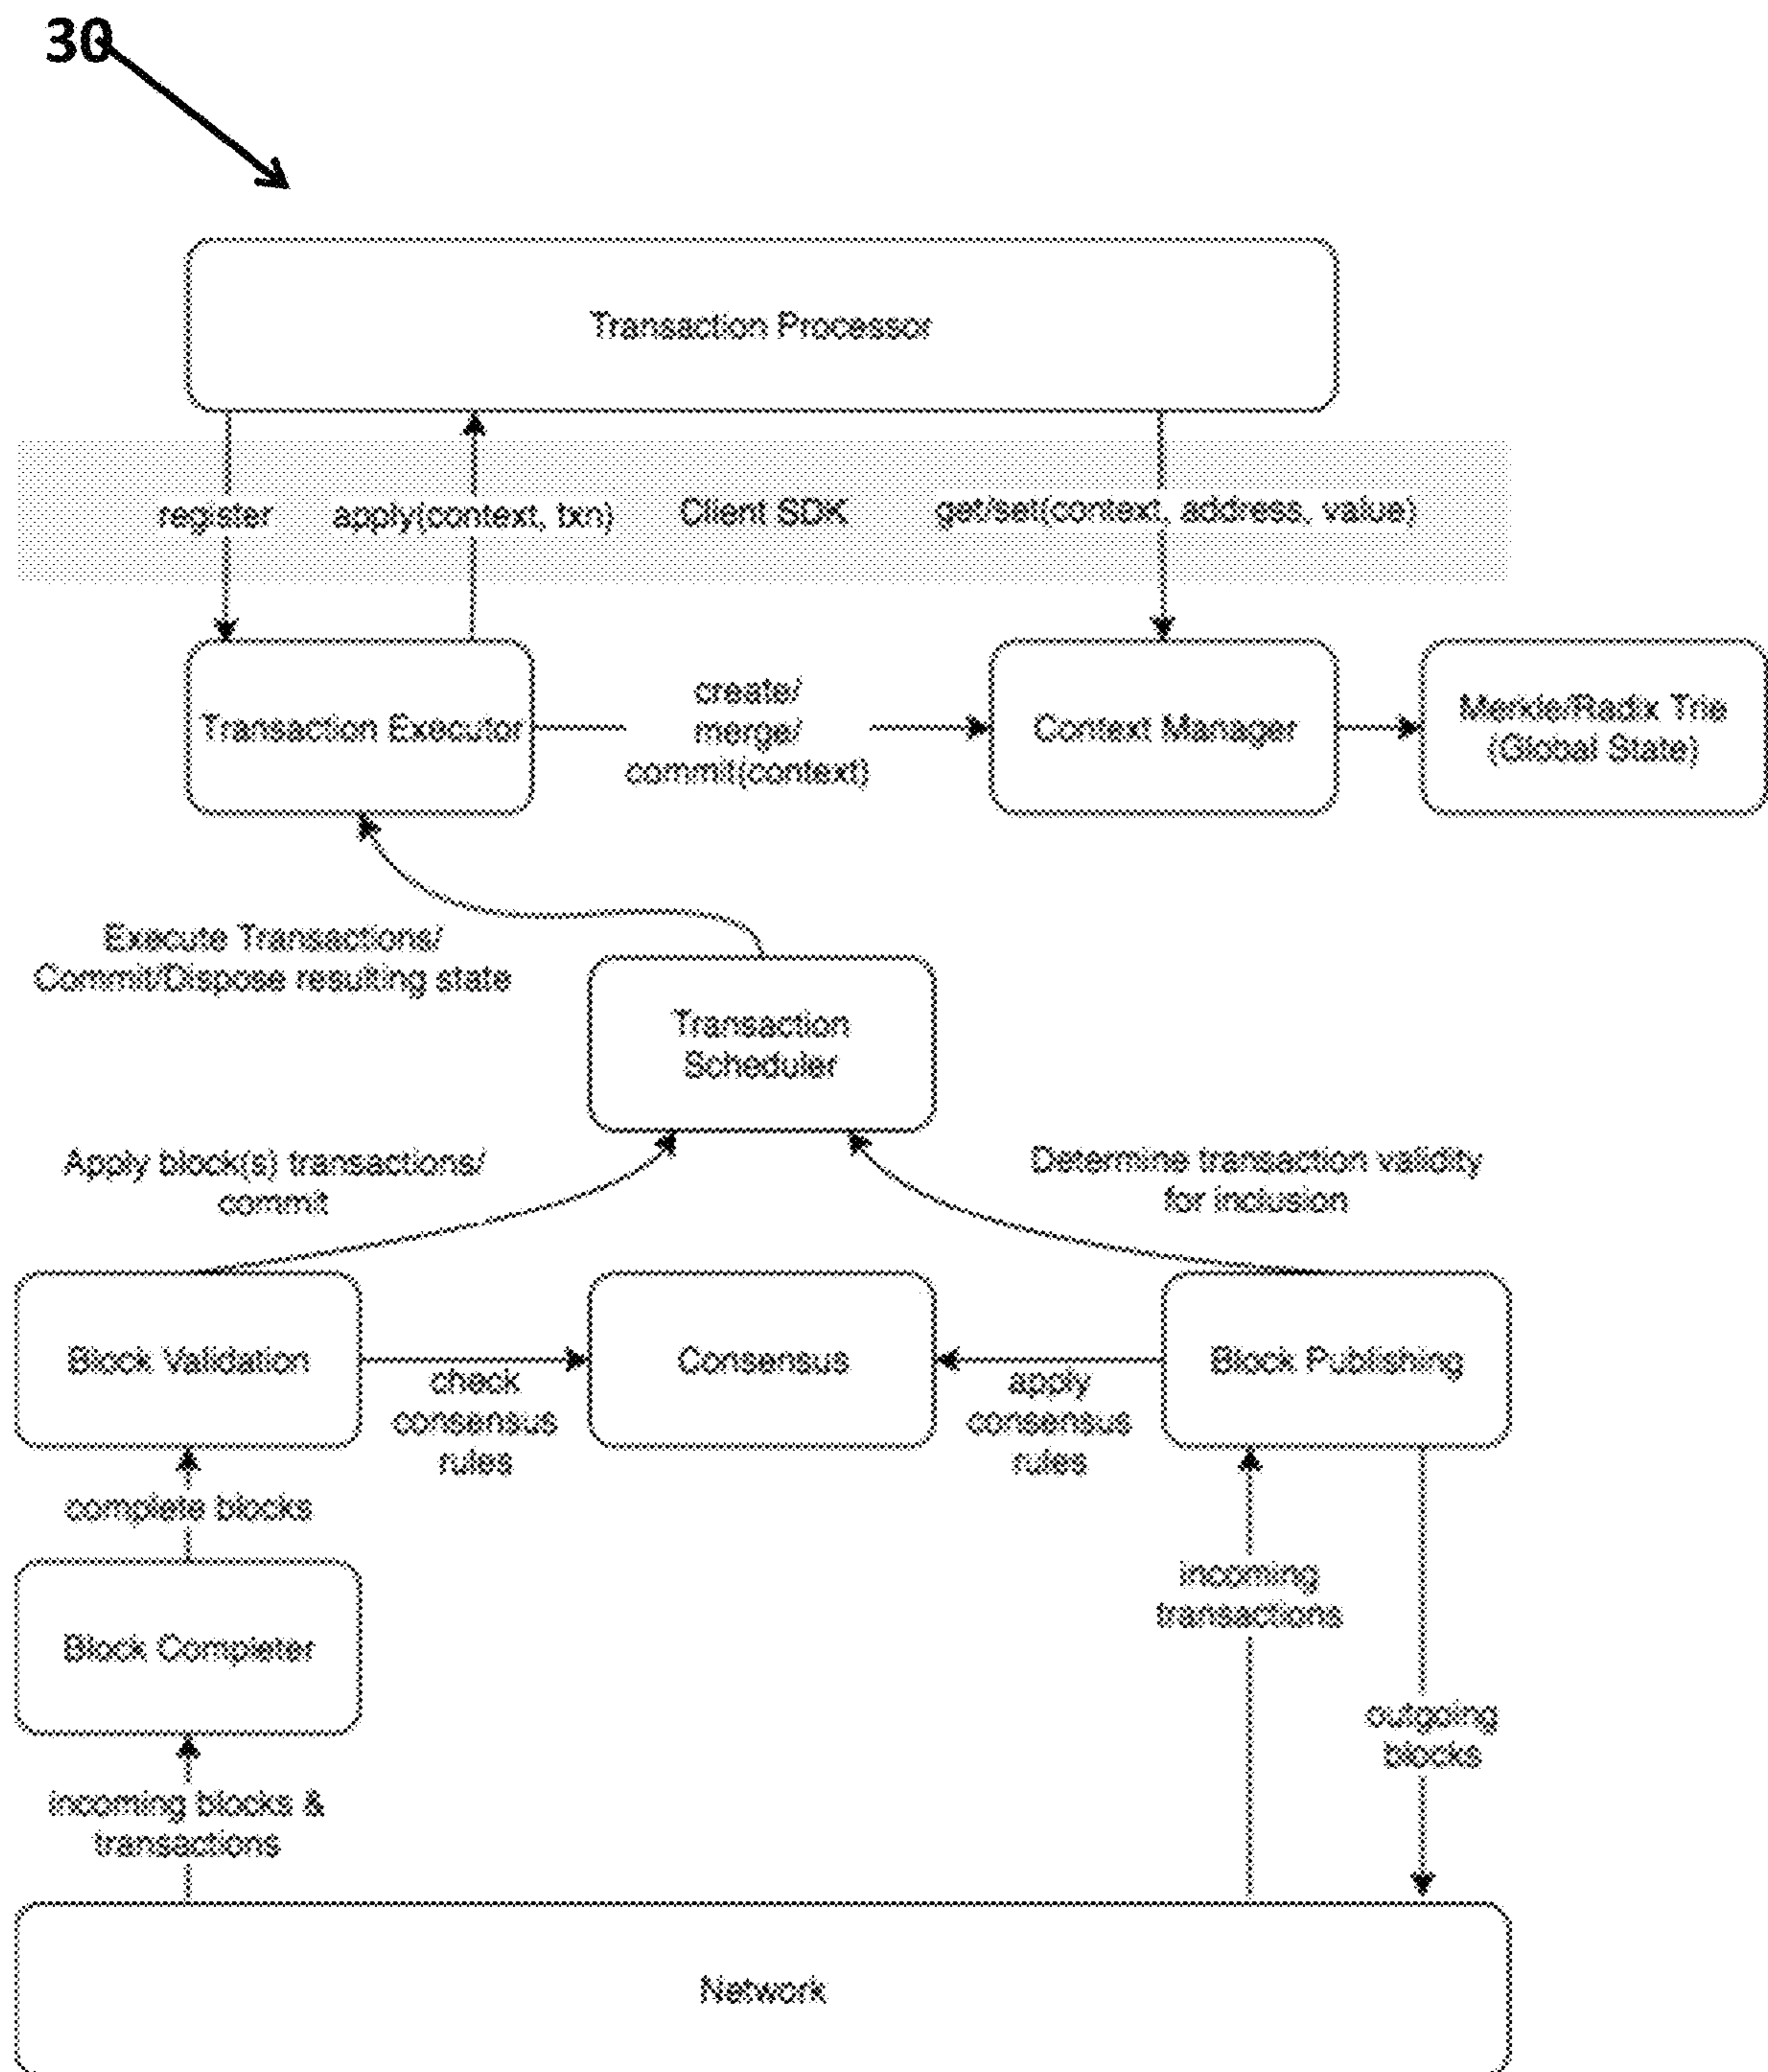 30
Transaction Processor
register
apply(context, txn)
Client SDK
get/set(context, address, value)
Transaction Executor
create/
merge/
commit(context)
Context Manager
Merkle/Radix Trie
(Global State)
Execute Transactions/
Commit/Dispose resulting state
Transaction
Scheduler
Apply block(s) transactions/
commit
Determine transaction validity
for inclusion
Block Validation
check
consensus
rules
Consensus
apply
consensus
rules
Block Publishing
complete blocks
Block Completer
incoming
transactions
outgoing
blocks
incoming blocks &
transactions
Network